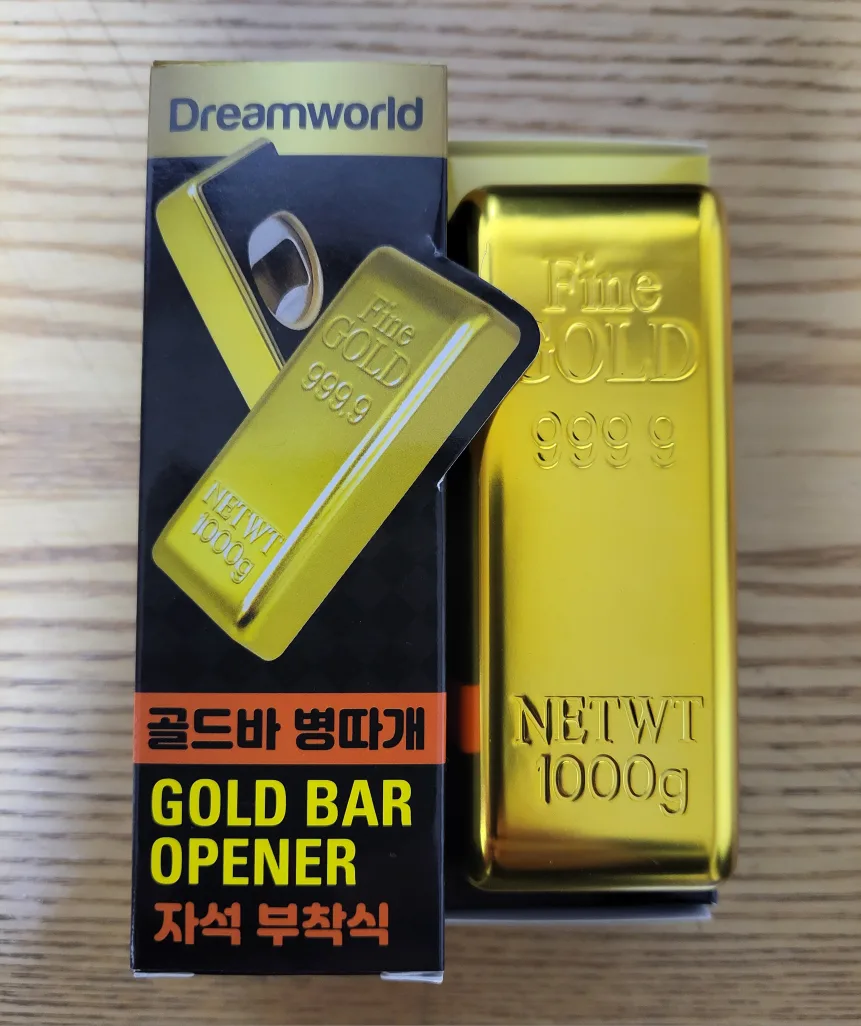 Dreamworld
Fine
GOLD
999.9
NETWT
1000g
골드바 병따개
GOLD BAR
OPENER
자석 부착식
Fine
GOLD
999.9
NETWT
1000g